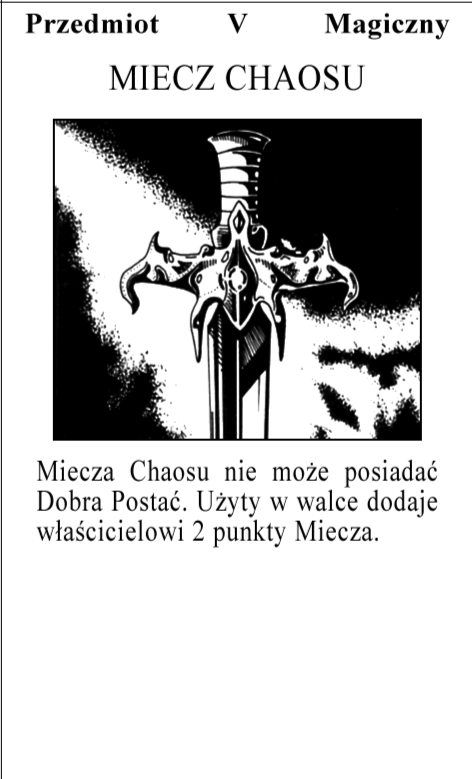 Przedmiot V Magiczny
MIECZ CHAOSU
Miecza Chaosu nie może posiadać
Dobra Postać. Użyty w walce dodaje
właścicielowi 2 punkty Miecza.